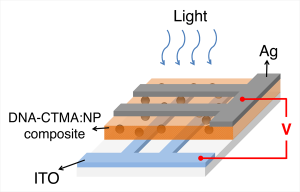 Light
Ag
DNA-CTMA:NP
composite
V
ITO